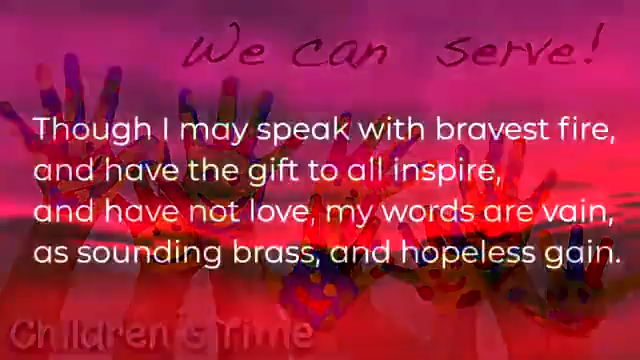 We can serve!
Though I may speak with bravest fire,
and have the gift to all inspire,
and have not love, my words are vain,
as sounding brass, and hopeless gain.
Children's Time